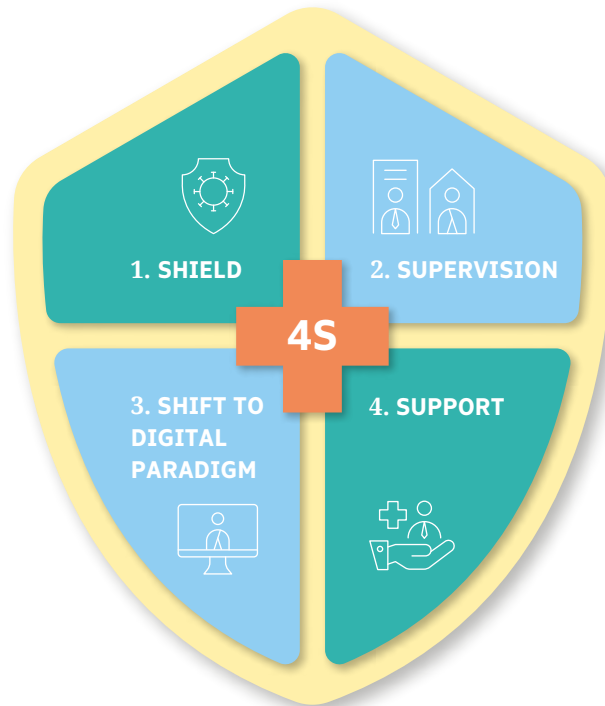 1. SHIELD
2. SUPERVISION
4S
3. SHIFT TO
DIGITAL
PARADIGM
4. SUPPORT